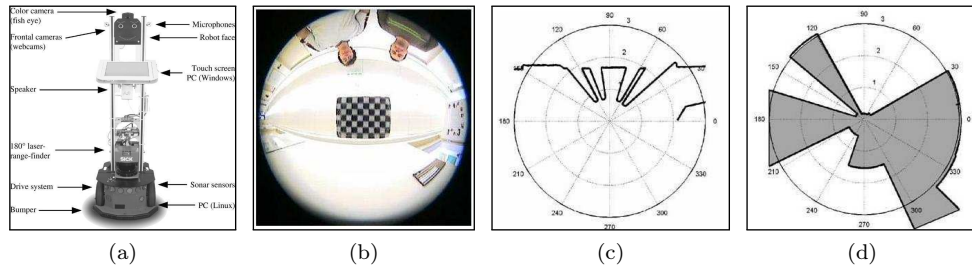 Color camera
(fish eye)
Frontal cameras
(webcams)
Speaker
180° laser-
range-finder
Drive system
Bumper
Microphones
Robot face
Touch screen
PC (Windows)
Sonar sensors
PC (Linux)
SICK
(a)
(b)
90
3
120
60
2
150
30
180
0
210
330
240
300
270
(c)
90
3
120
60
2
150
30
1
180
0
210
330
240
300
270
(d)